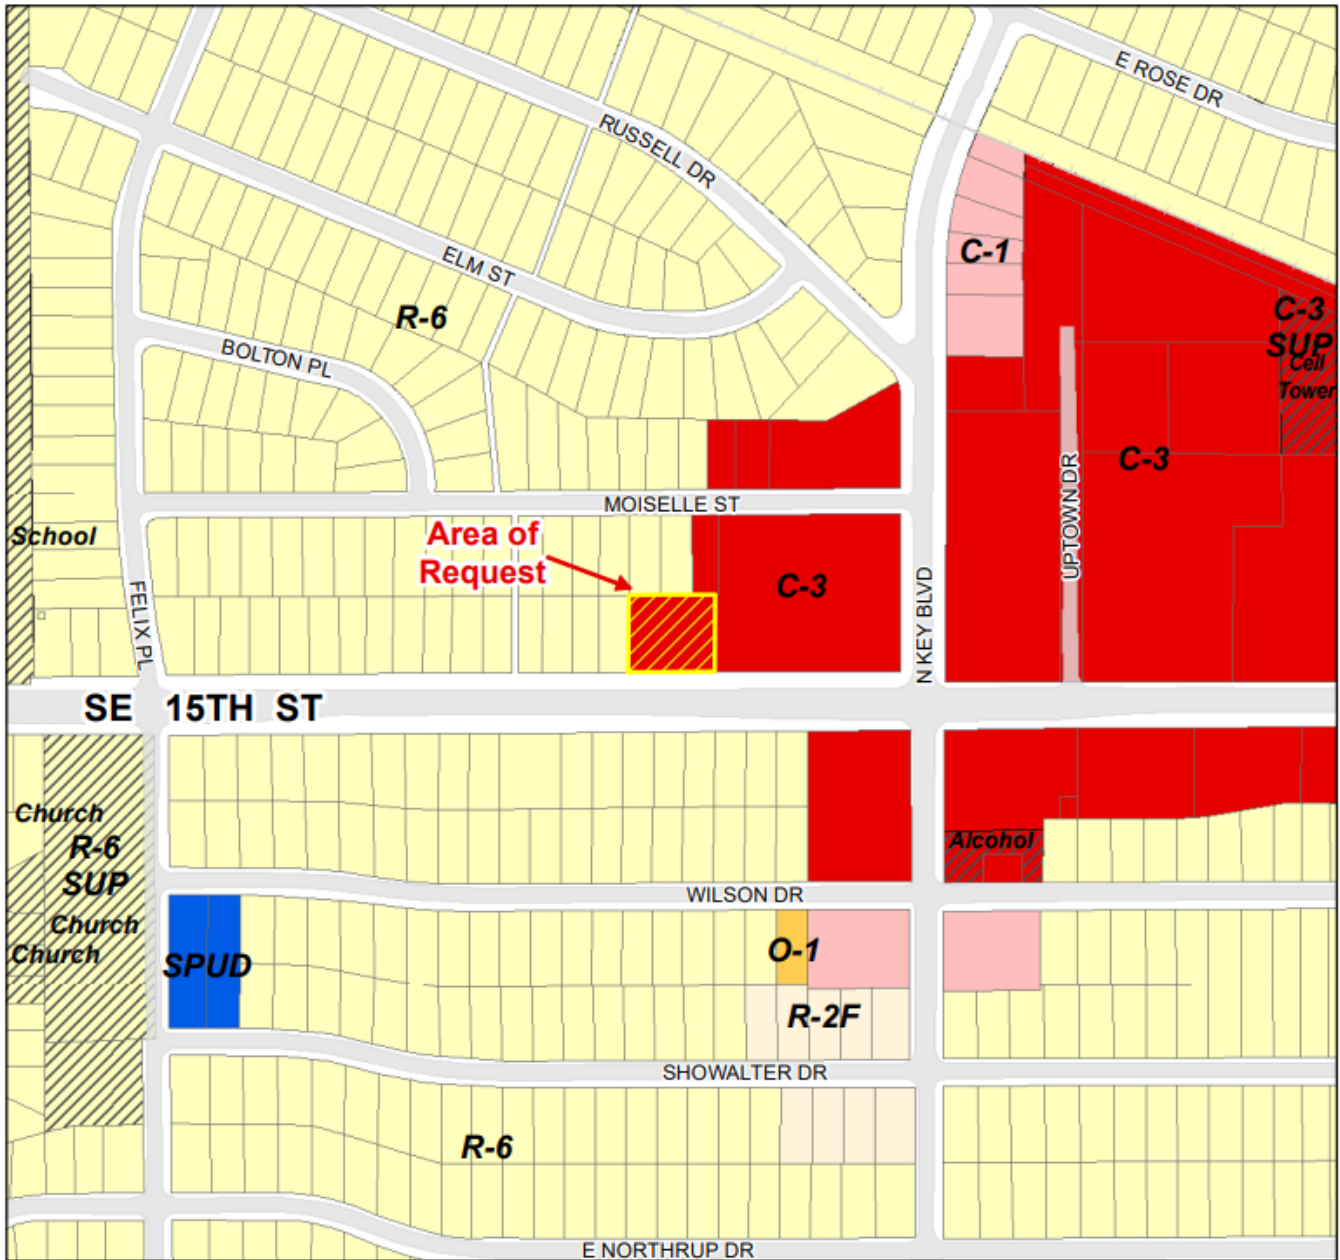 E ROSE DR
RUSSELL DR
C-1
ELM ST
R-6
C-3
SUP
Cell
Tower
BOLTON PL
C-3
MOISELLE ST
UPTOWN DR
School
Area of
Request
C-3
FELIX PL
N KEY BLVD
SE 15TH ST
Church
R-6
SUP
Alcohol
WILSON DR
Church
Church
SPUD
O-1
R-2F
SHOWALTER DR
R-6
E NORTHRUP DR